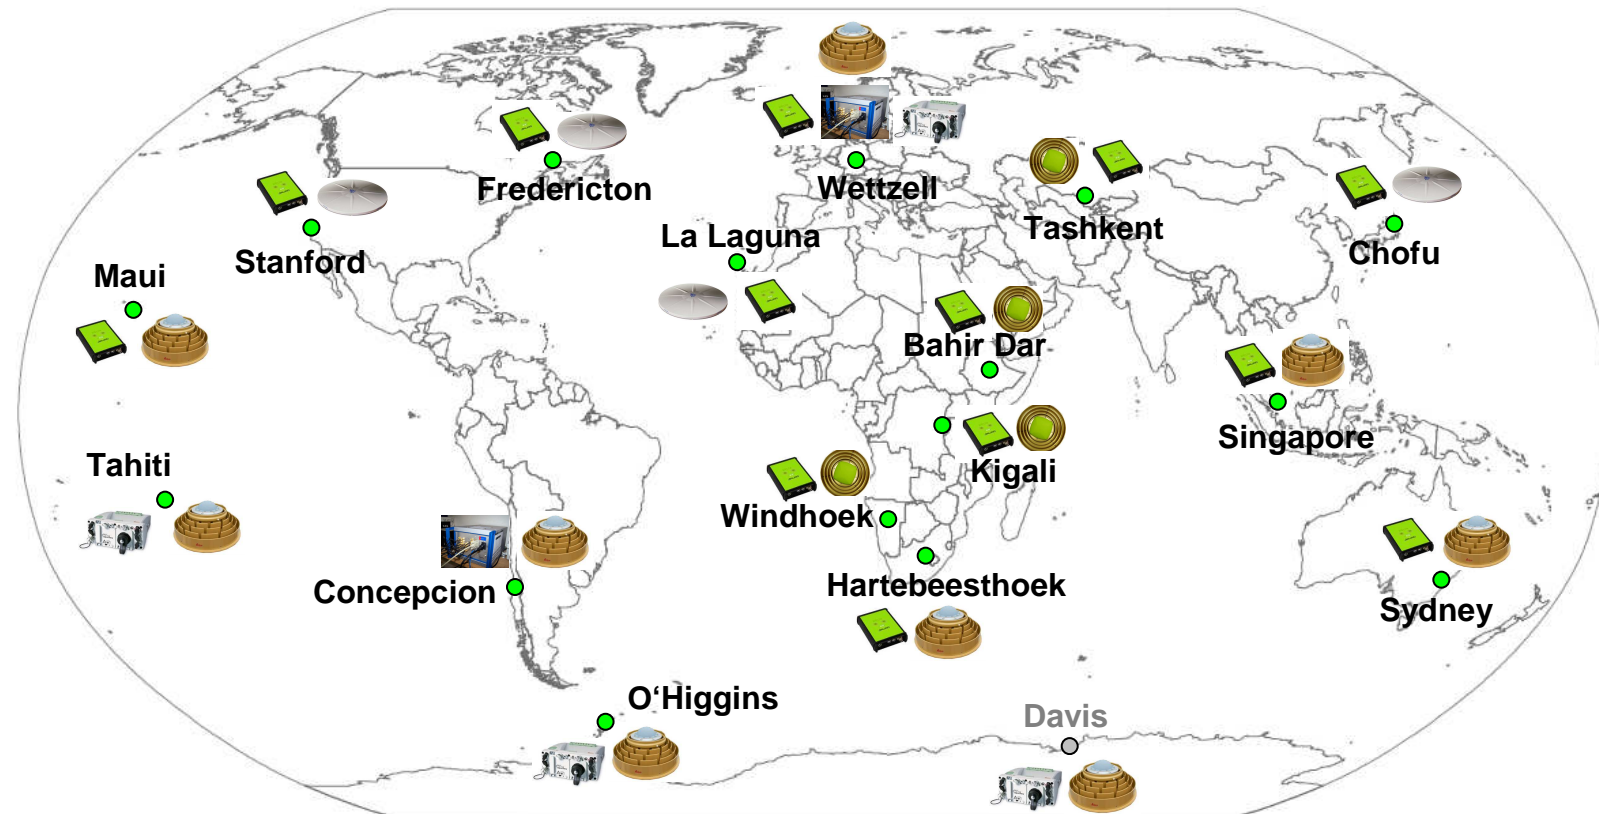 Fredericton
Wettzell
Tashkent
Chofu
La Laguna
Stanford
Maui
Bahir Dar
Singapore
Kigali
Tahiti
Windhoek
Concepcion
Hartebeesthoek
Sydney
O‘Higgins
Davis